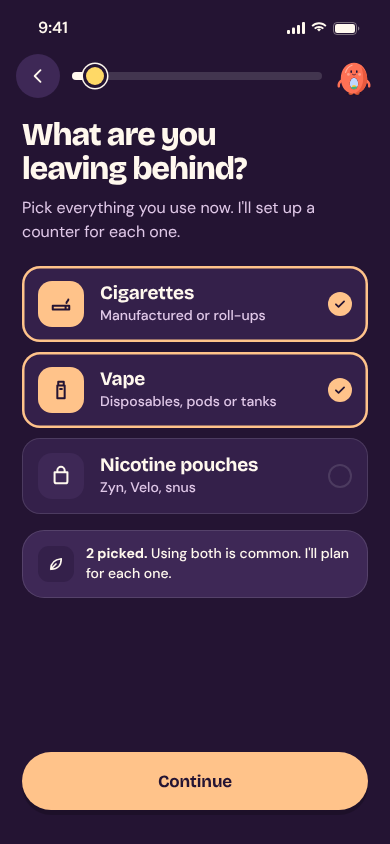 9:41
What are you
leaving behind?
Pick everything you use now. I'll set up a
counter for each one.
Cigarettes
Manufactured or roll-ups
Vape
Disposables, pods or tanks
Nicotine pouches
Zyn, Velo, snus
2 picked. Using both is common. I'll plan
for each one.
Continue